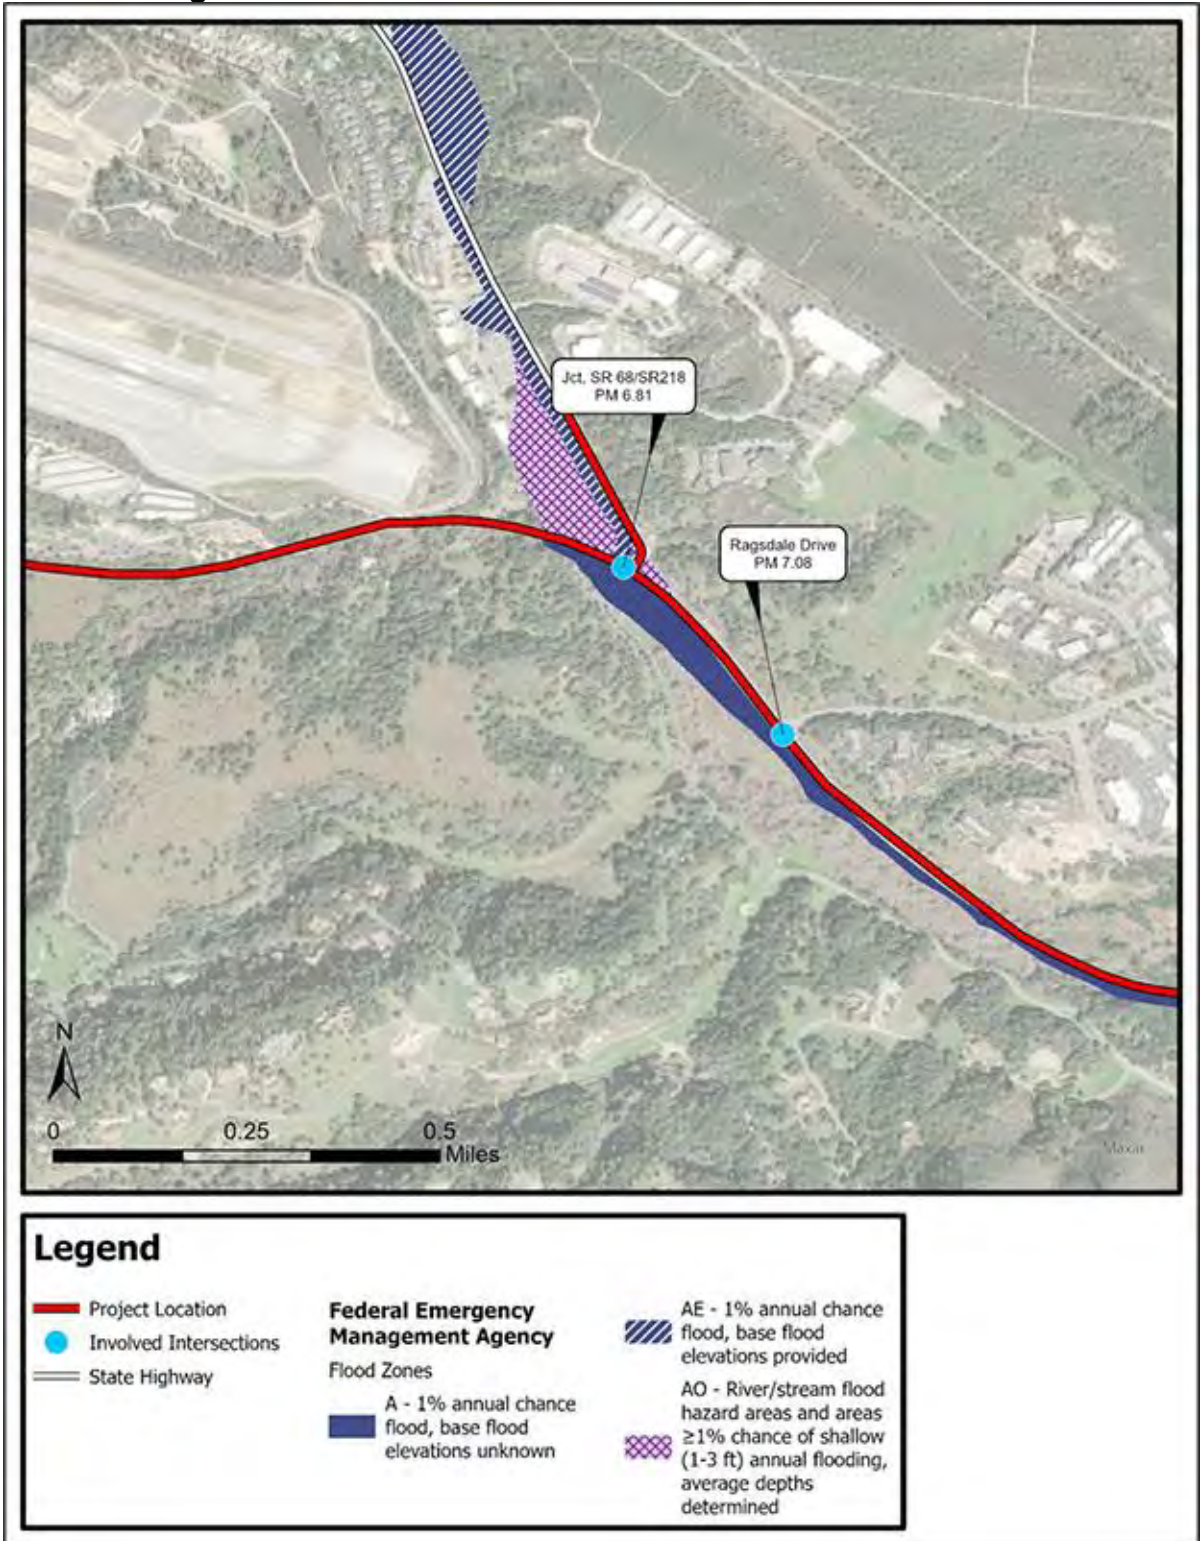 Jct. SR 68/SR218
PM 6.81
Ragsdale Drive
PM 7.08
N
0 0.25 0.5
Miles
Maxar
Legend
Project Location
Involved Intersections
State Highway
Federal Emergency
Management Agency
Flood Zones
A - 1% annual chance
flood, base flood
elevations unknown
AE - 1% annual chance
flood, base flood
elevations provided
AO - River/stream flood
hazard areas and areas
≥1% chance of shallow
(1-3 ft) annual flooding,
average depths
determined